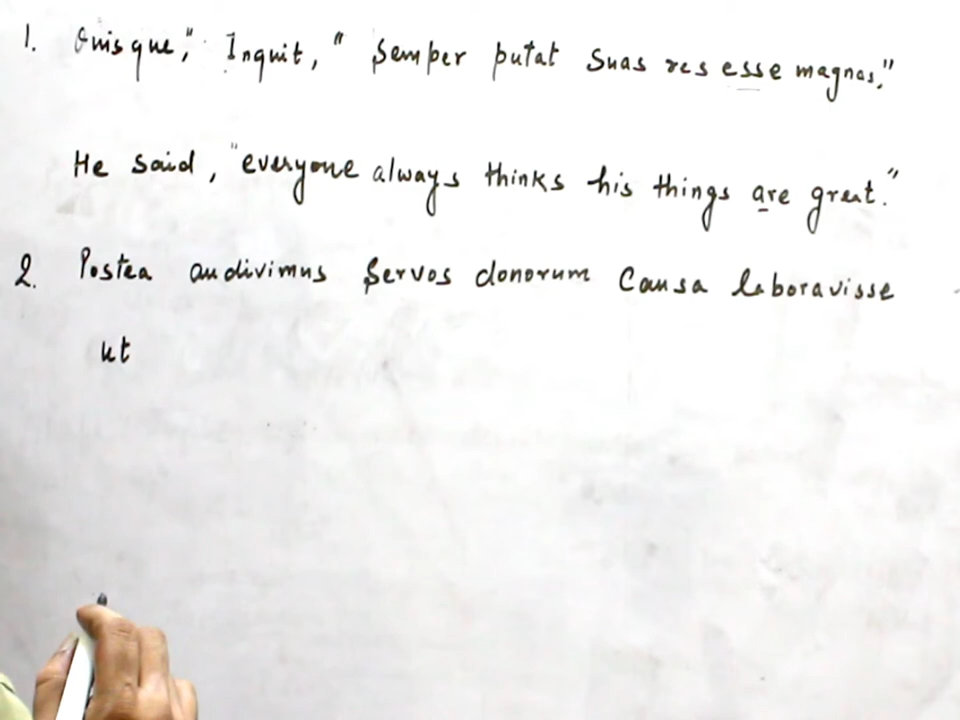 1. Quisque", Inquit, " Semper putat Suas res esse magnas."
He said, "everyone always thinks his things are great."
2. Postea audivimus Servos donorum Causa laboravisse
ut